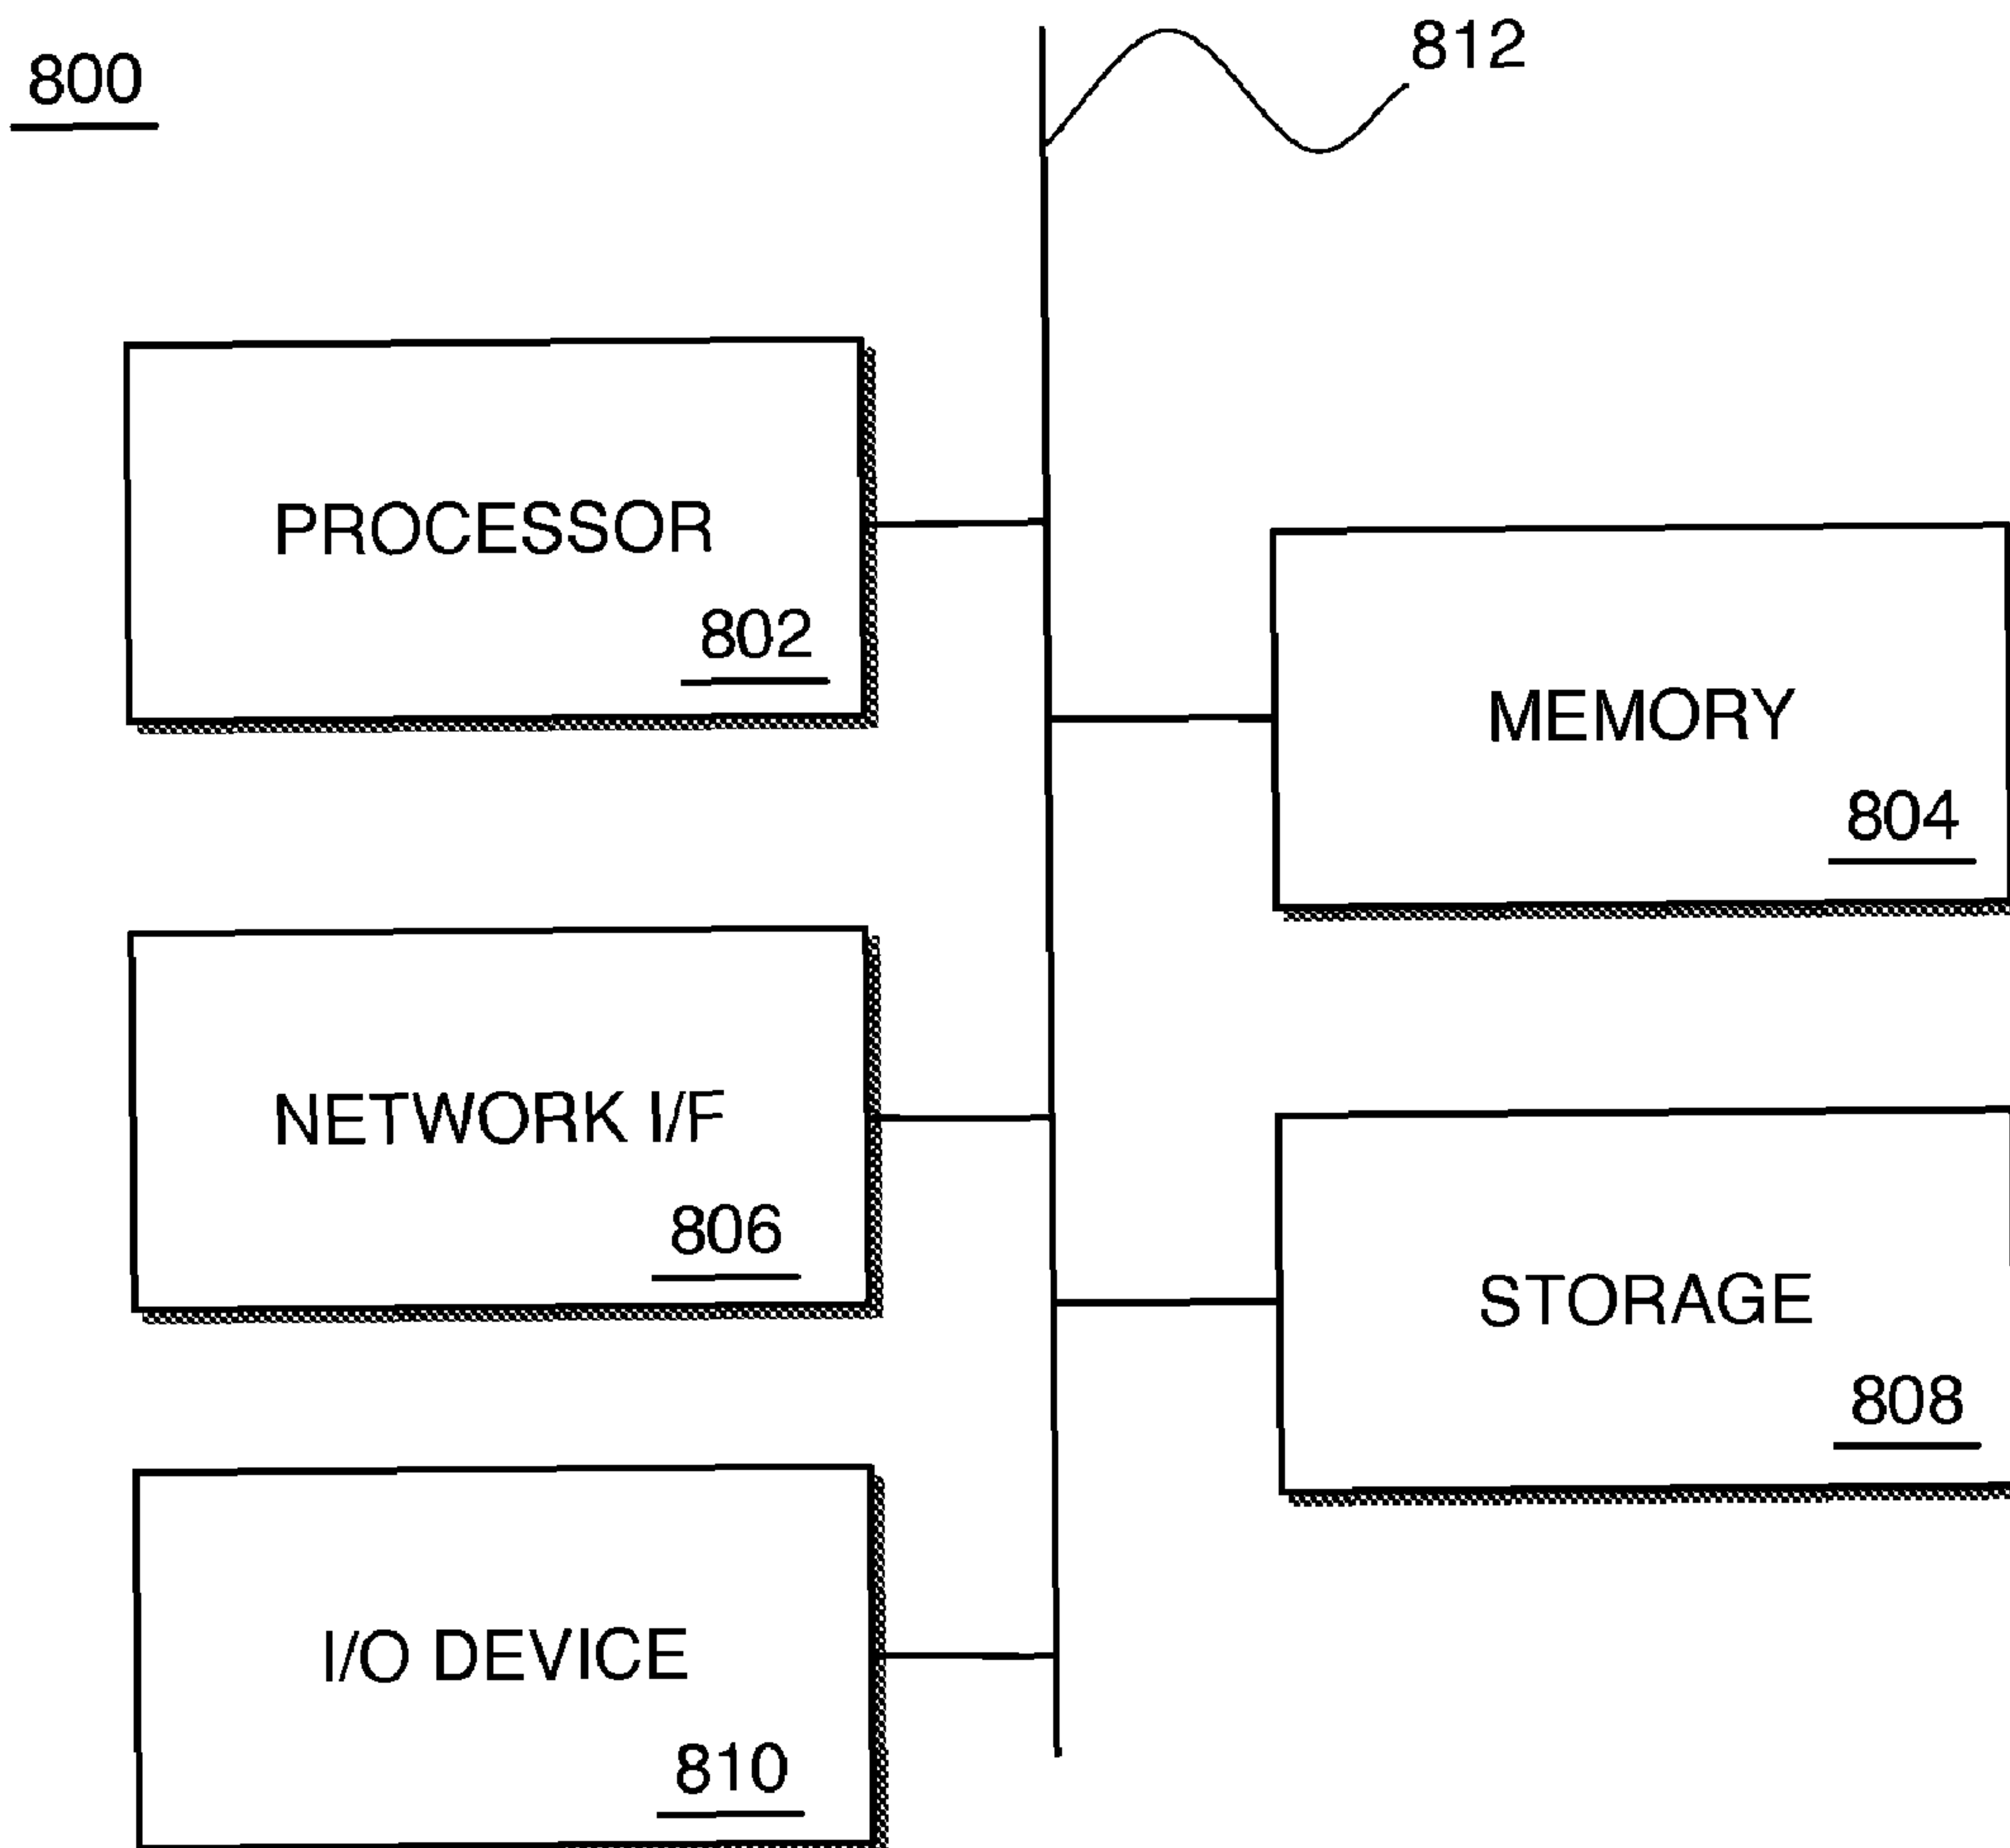 800
812
PROCESSOR
802
MEMORY
804
NETWORK I/F
806
STORAGE
808
I/O DEVICE
810